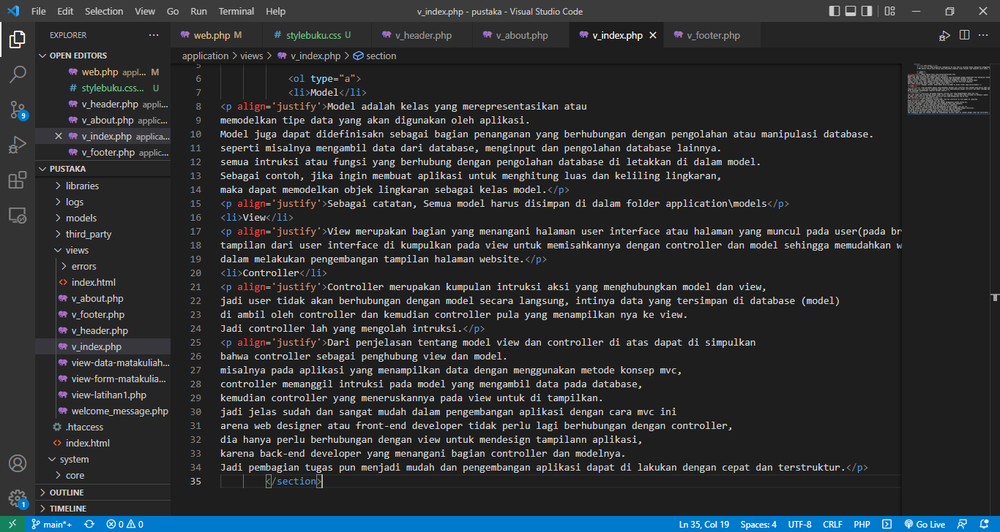 File Edit Selection View Go Run Terminal Help
v_index.php - pustaka - Visual Studio Code
EXPLORER
OPEN EDITORS
web.php appl... M
stylebuku.css... U
v_header.php appli...
v_about.php applic...
v_index.php applica...
v_footer.php applic...
PUSTAKA
libraries
logs
models
third_party
views
errors
index.html
v_about.php
v_footer.php
v_header.php
v_index.php
view-data-matakuliah...
view-form-matakulia...
view-latihan1.php
welcome_message.php
.htaccess
index.html
system
core
OUTLINE
TIMELINE
9
1
web.php M
stylebuku.css U
v_header.php
v_about.php
v_index.php
v_footer.php
application > views > v_index.php > section
5
6 <ol type="a">
7 <li>Model</li>
8 <p align='justify'>Model adalah kelas yang merepresentasikan atau
9 memodelkan tipe data yang akan digunakan oleh aplikasi.
10 Model juga dapat didefinisakn sebagai bagian penanganan yang berhubungan dengan pengolahan atau manipulasi database.
11 seperti misalnya mengambil data dari database, menginput dan pengolahan database lainnya.
12 semua intruksi atau fungsi yang berhubung dengan pengolahan database di letakkan di dalam model.
13 Sebagai contoh, jika ingin membuat aplikasi untuk menghitung luas dan keliling lingkaran,
14 maka dapat memodelkan objek lingkaran sebagai kelas model.</p>
15 <p align='justify'>Sebagai catatan, Semua model harus disimpan di dalam folder application\models</p>
16 <li>View</li>
17 <p align='justify'>View merupakan bagian yang menangani halaman user interface atau halaman yang muncul pada user(pada br
18 tampilan dari user interface di kumpulkan pada view untuk memisahkannya dengan controller dan model sehingga memudahkan w
19 dalam melakukan pengembangan tampilan halaman website.</p>
20 <li>Controller</li>
21 <p align='justify'>Controller merupakan kumpulan intruksi aksi yang menghubungkan model dan view,
22 jadi user tidak akan berhubungan dengan model secara langsung, intinya data yang tersimpan di database (model)
23 di ambil oleh controller dan kemudian controller pula yang menampilkan nya ke view.
24 Jadi controller lah yang mengolah intruksi.</p>
25 <p align='justify'>Dari penjelasan tentang model view dan controller di atas dapat di simpulkan
26 bahwa controller sebagai penghubung view dan model.
27 misalnya pada aplikasi yang menampilkan data dengan menggunakan metode konsep mvc,
28 controller memanggil intruksi pada model yang mengambil data pada database,
29 kemudian controller yang meneruskannya pada view untuk di tampilkan.
30 jadi jelas sudah dan sangat mudah dalam pengembangan aplikasi dengan cara mvc ini
31 arena web designer atau front-end developer tidak perlu lagi berhubungan dengan controller,
32 dia hanya perlu berhubungan dengan view untuk mendesign tampilann aplikasi,
33 karena back-end developer yang menangani bagian controller dan modelnya.
34 Jadi pembagian tugas pun menjadi mudah dan pengembangan aplikasi dapat di lakukan dengan cepat dan terstruktur.</p>
35 </section>
main*+ 0 0 Ln 35, Col 19 Spaces: 4 UTF-8 CRLF PHP Go Live